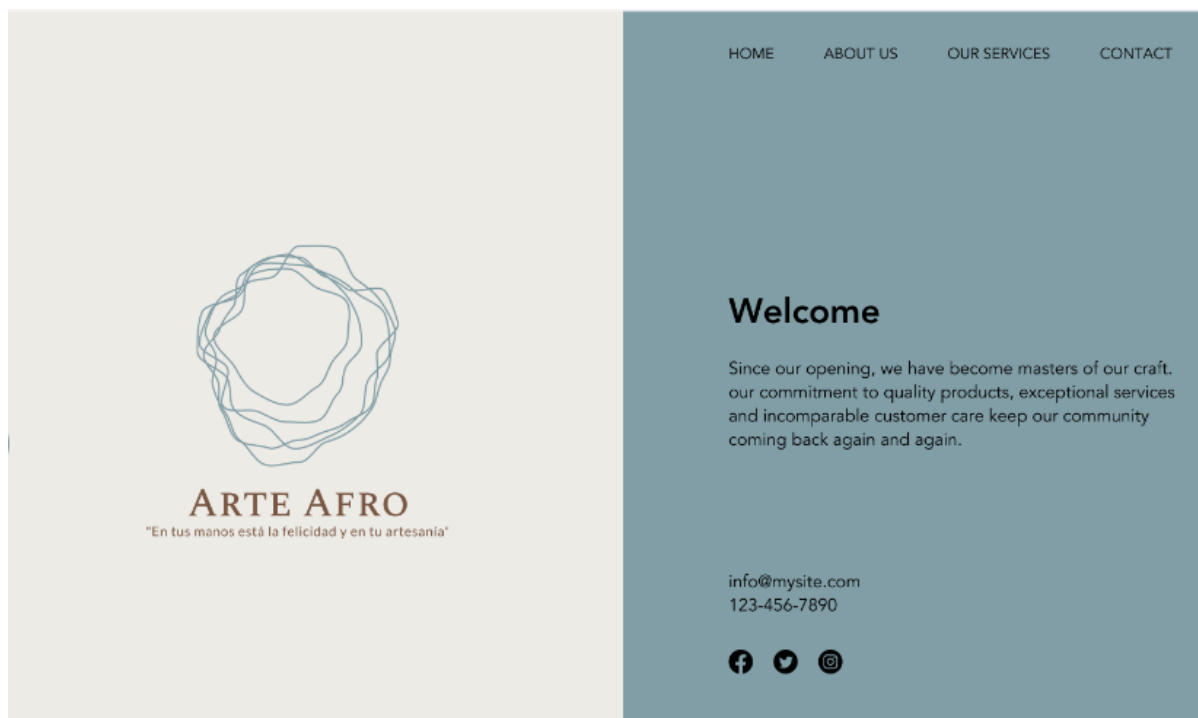 HOME ABOUT US OUR SERVICES CONTACT
ARTE AFRO
"En tus manos está la felicidad y en tu artesanía"
Welcome
Since our opening, we have become masters of our craft.
our commitment to quality products, exceptional services
and incomparable customer care keep our community
coming back again and again.
info@mysite.com
123-456-7890